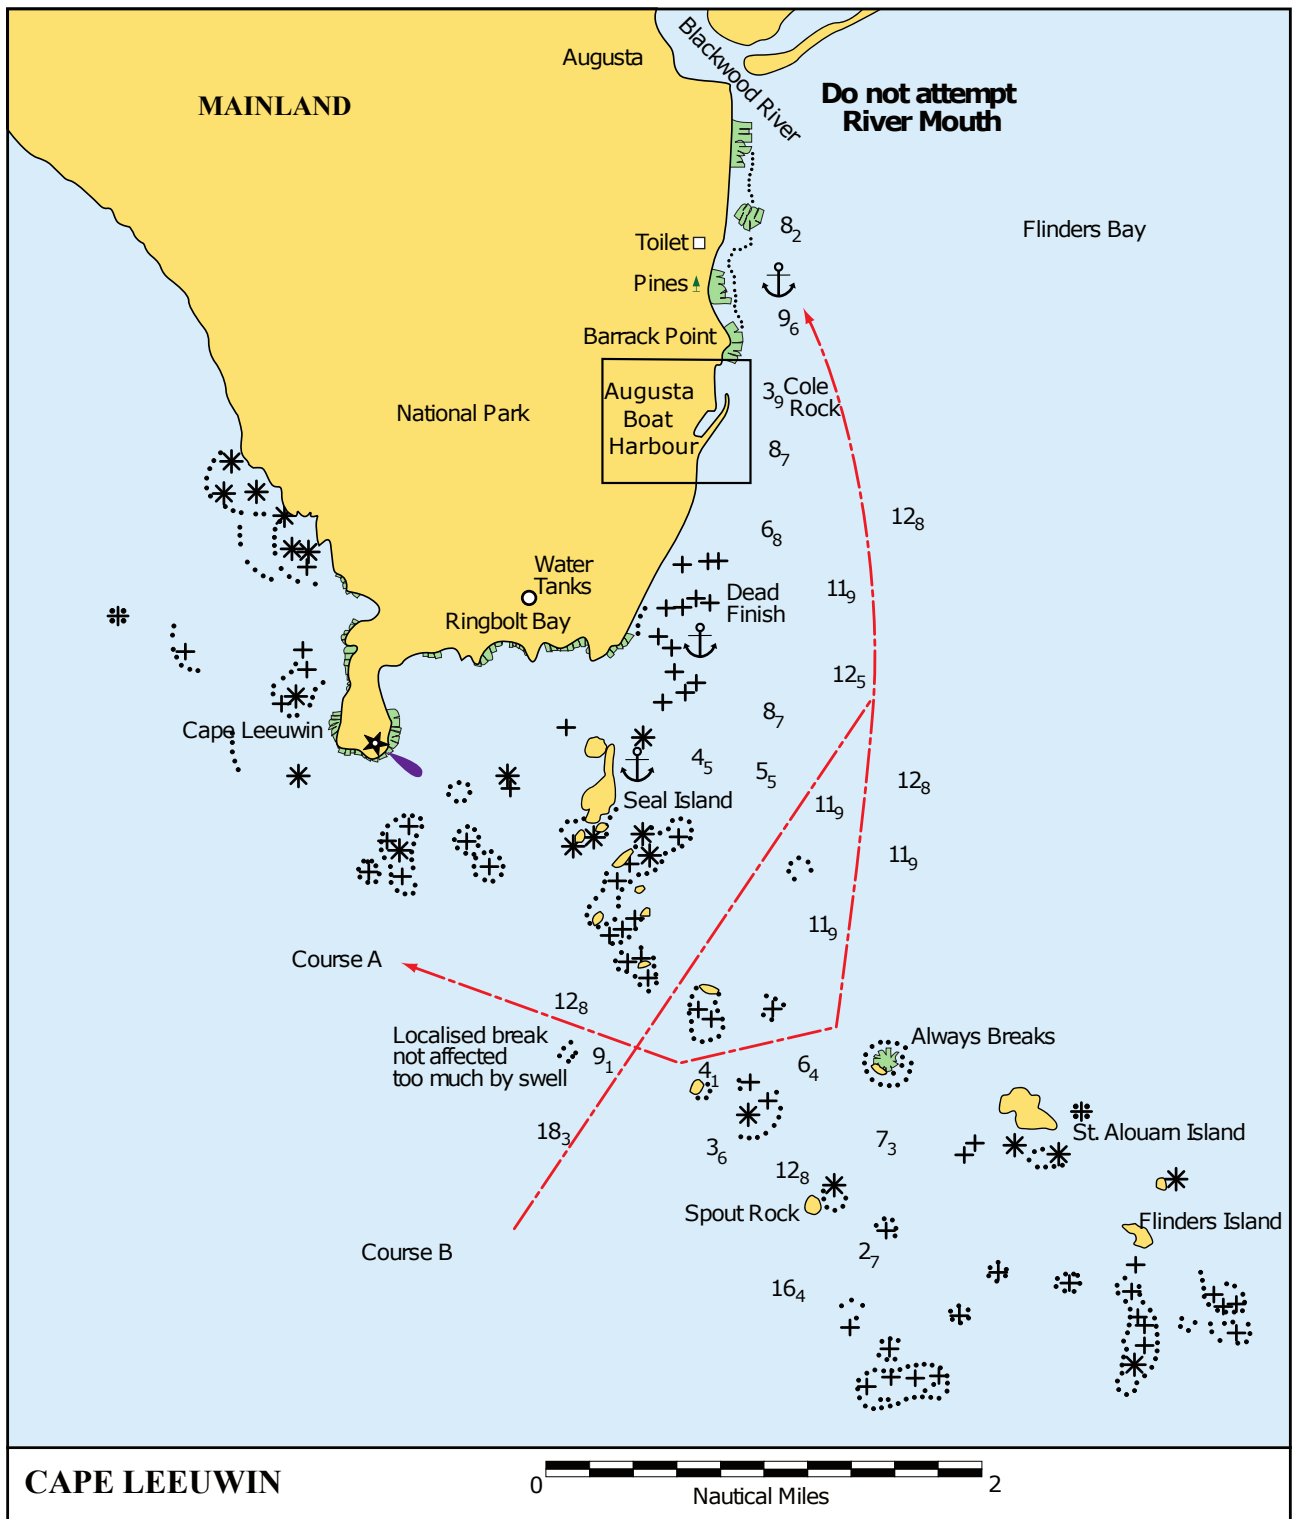 Augusta
Blackwood River
MAINLAND
Do not attempt
River Mouth
8₂
Flinders Bay
Toilet
Pines
9₆
Barrack Point
Augusta
Boat
Harbour
3₉ Cole
Rock
National Park
8₇
12₈
6₈
Water
Tanks
Dead
Finish
11₉
Ringbolt Bay
12₅
8₇
Cape Leeuwin
4₅
5₅
12₈
Seal Island
11₉
11₉
11₉
Course A
12₈
Localised break
not affected
too much by swell
9₁
4₁
6₄
Always Breaks
18₃
3₆
7₃
St. Alouarn Island
12₈
Spout Rock
Flinders Island
Course B
2₇
16₄
CAPE LEEUWIN
0
2
Nautical Miles